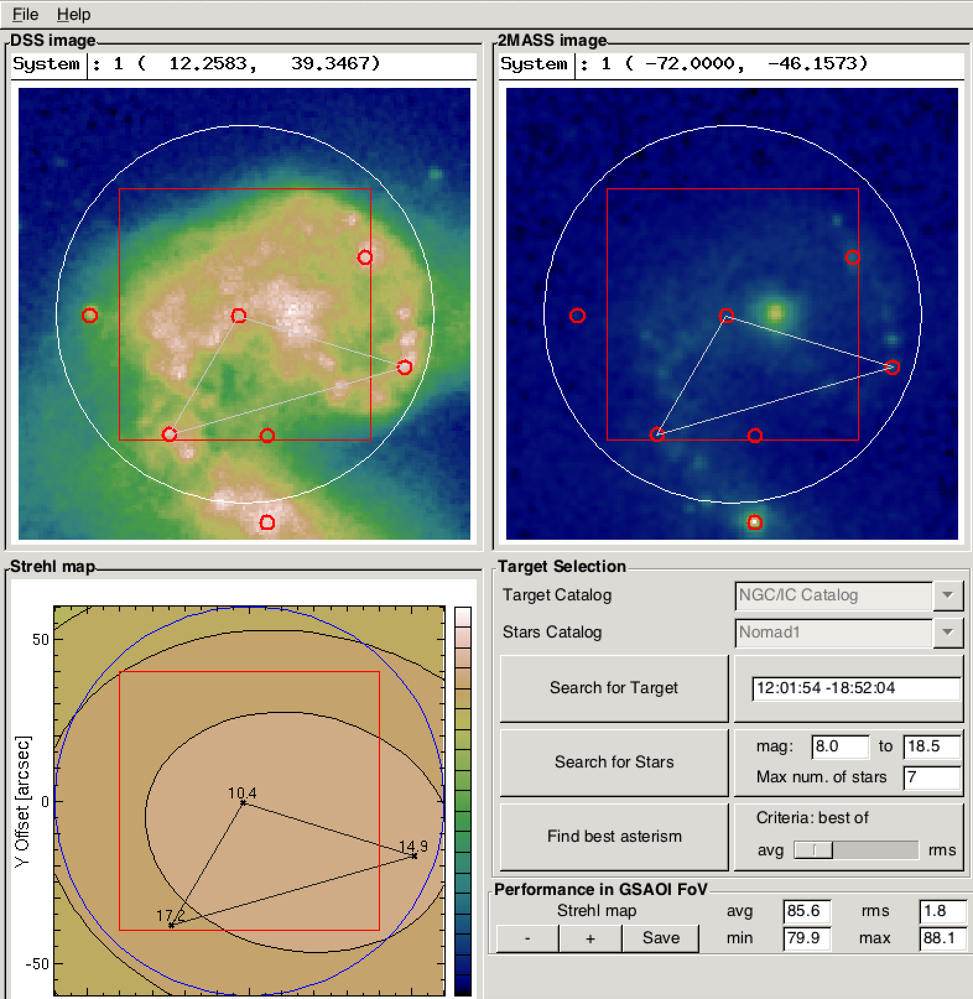 File Help
DSS image
System : 1 ( 12.2583, 39.3467)
2MASS image
System : 1 ( -72.0000, -46.1573)
Strehl map
50
0
-50
Y Offset [arcsec]
10.4
14.9
17.2
Target Selection
Target Catalog NGC/IC Catalog
Stars Catalog Nomad1
Search for Target 12:01:54 -18:52:04
Search for Stars mag: 8.0 to 18.5
Max num. of stars 7
Find best asterism Criteria: best of
avg rms
Performance in GSAOI FoV
Strehl map avg 85.6 rms 1.8
- + Save min 79.9 max 88.1